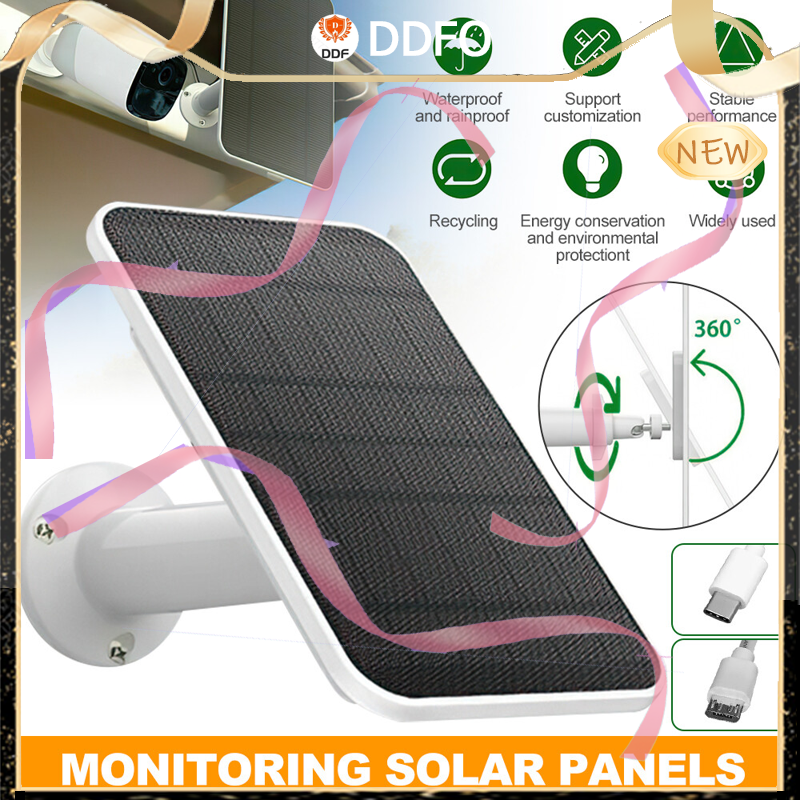 DDF
DDFO
Waterproof
and rainproof
Support
customization
Stable
performance
NEW
Recycling
Energy conservation
and environmental
protectiont
Widely used
360°
MONITORING SOLAR PANELS